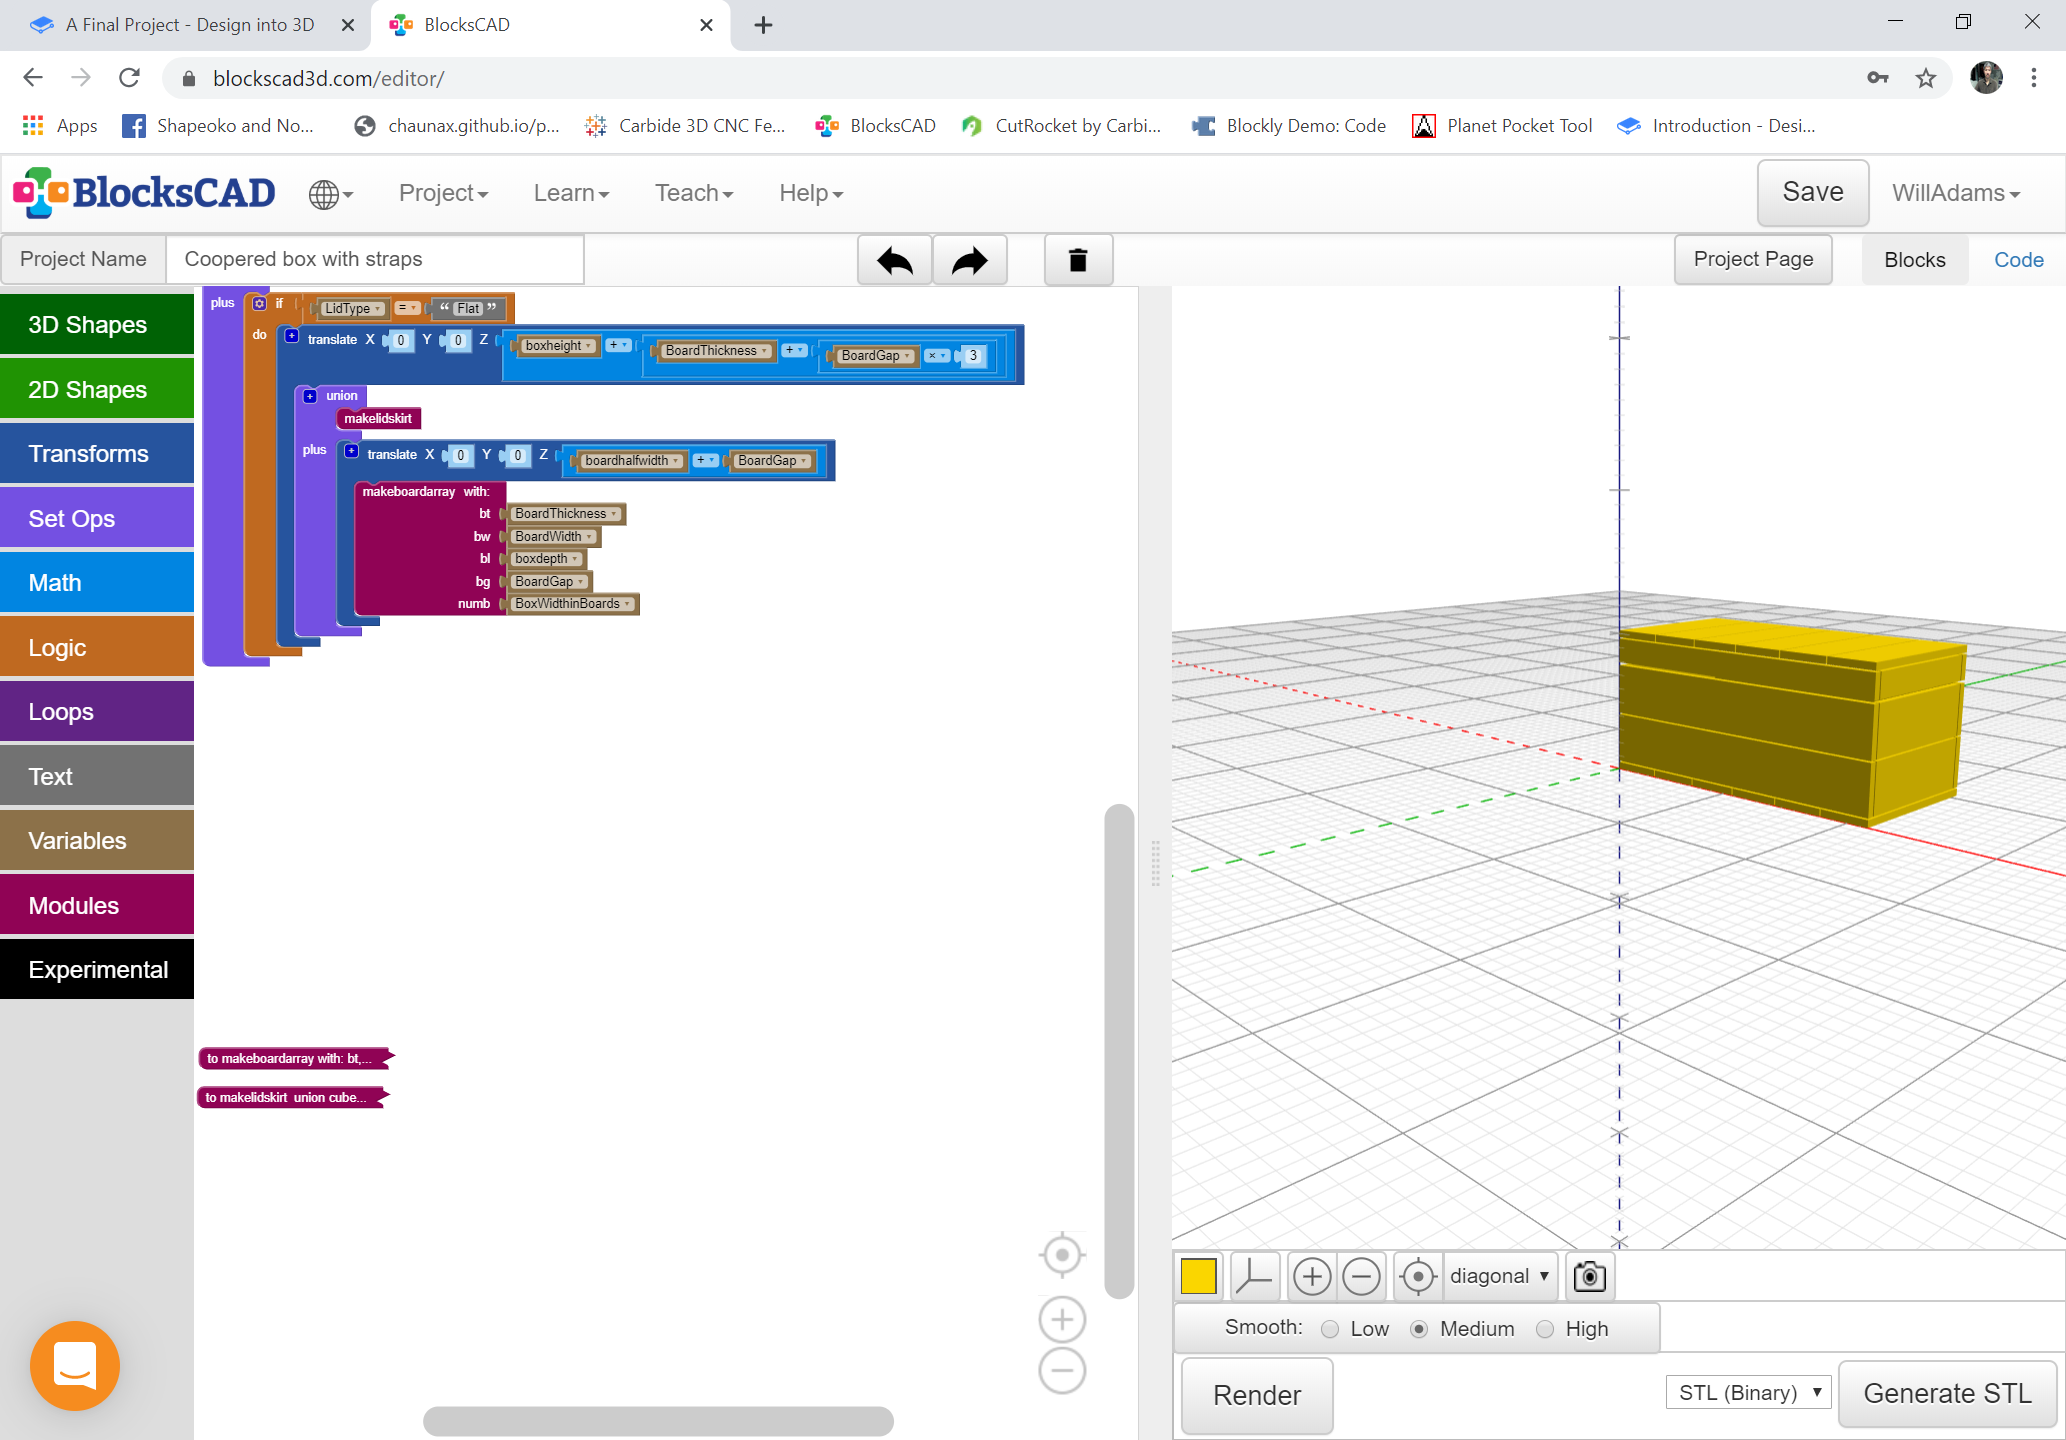 A Final Project - Design into 3D
BlocksCAD
blockscad3d.com/editor/
Apps
Shapeoko and No...
chaunax.github.io/p...
Carbide 3D CNC Fe...
BlocksCAD
CutRocket by Carbi...
Blockly Demo: Code
Planet Pocket Tool
Introduction - Desi...
BlocksCAD
Project
Learn
Teach
Help
Save
WillAdams
Project Name
Coopered box with straps
Project Page
Blocks
Code
3D Shapes
2D Shapes
Transforms
Set Ops
Math
Logic
Loops
Text
Variables
Modules
Experimental
plus if LidType = “ Flat ”
do translate X 0 Y 0 Z boxheight + BoardThickness + BoardGap × 3
union
makelidskirt
plus translate X 0 Y 0 Z boardhalfwidth + BoardGap
makeboardarray with:
bt BoardThickness
bw BoardWidth
bl boxdepth
bg BoardGap
numb BoxWidthinBoards
to makeboardarray with: bt,...
to makelidskirt union cube...
diagonal
Smooth: Low Medium High
Render
STL (Binary)
Generate STL